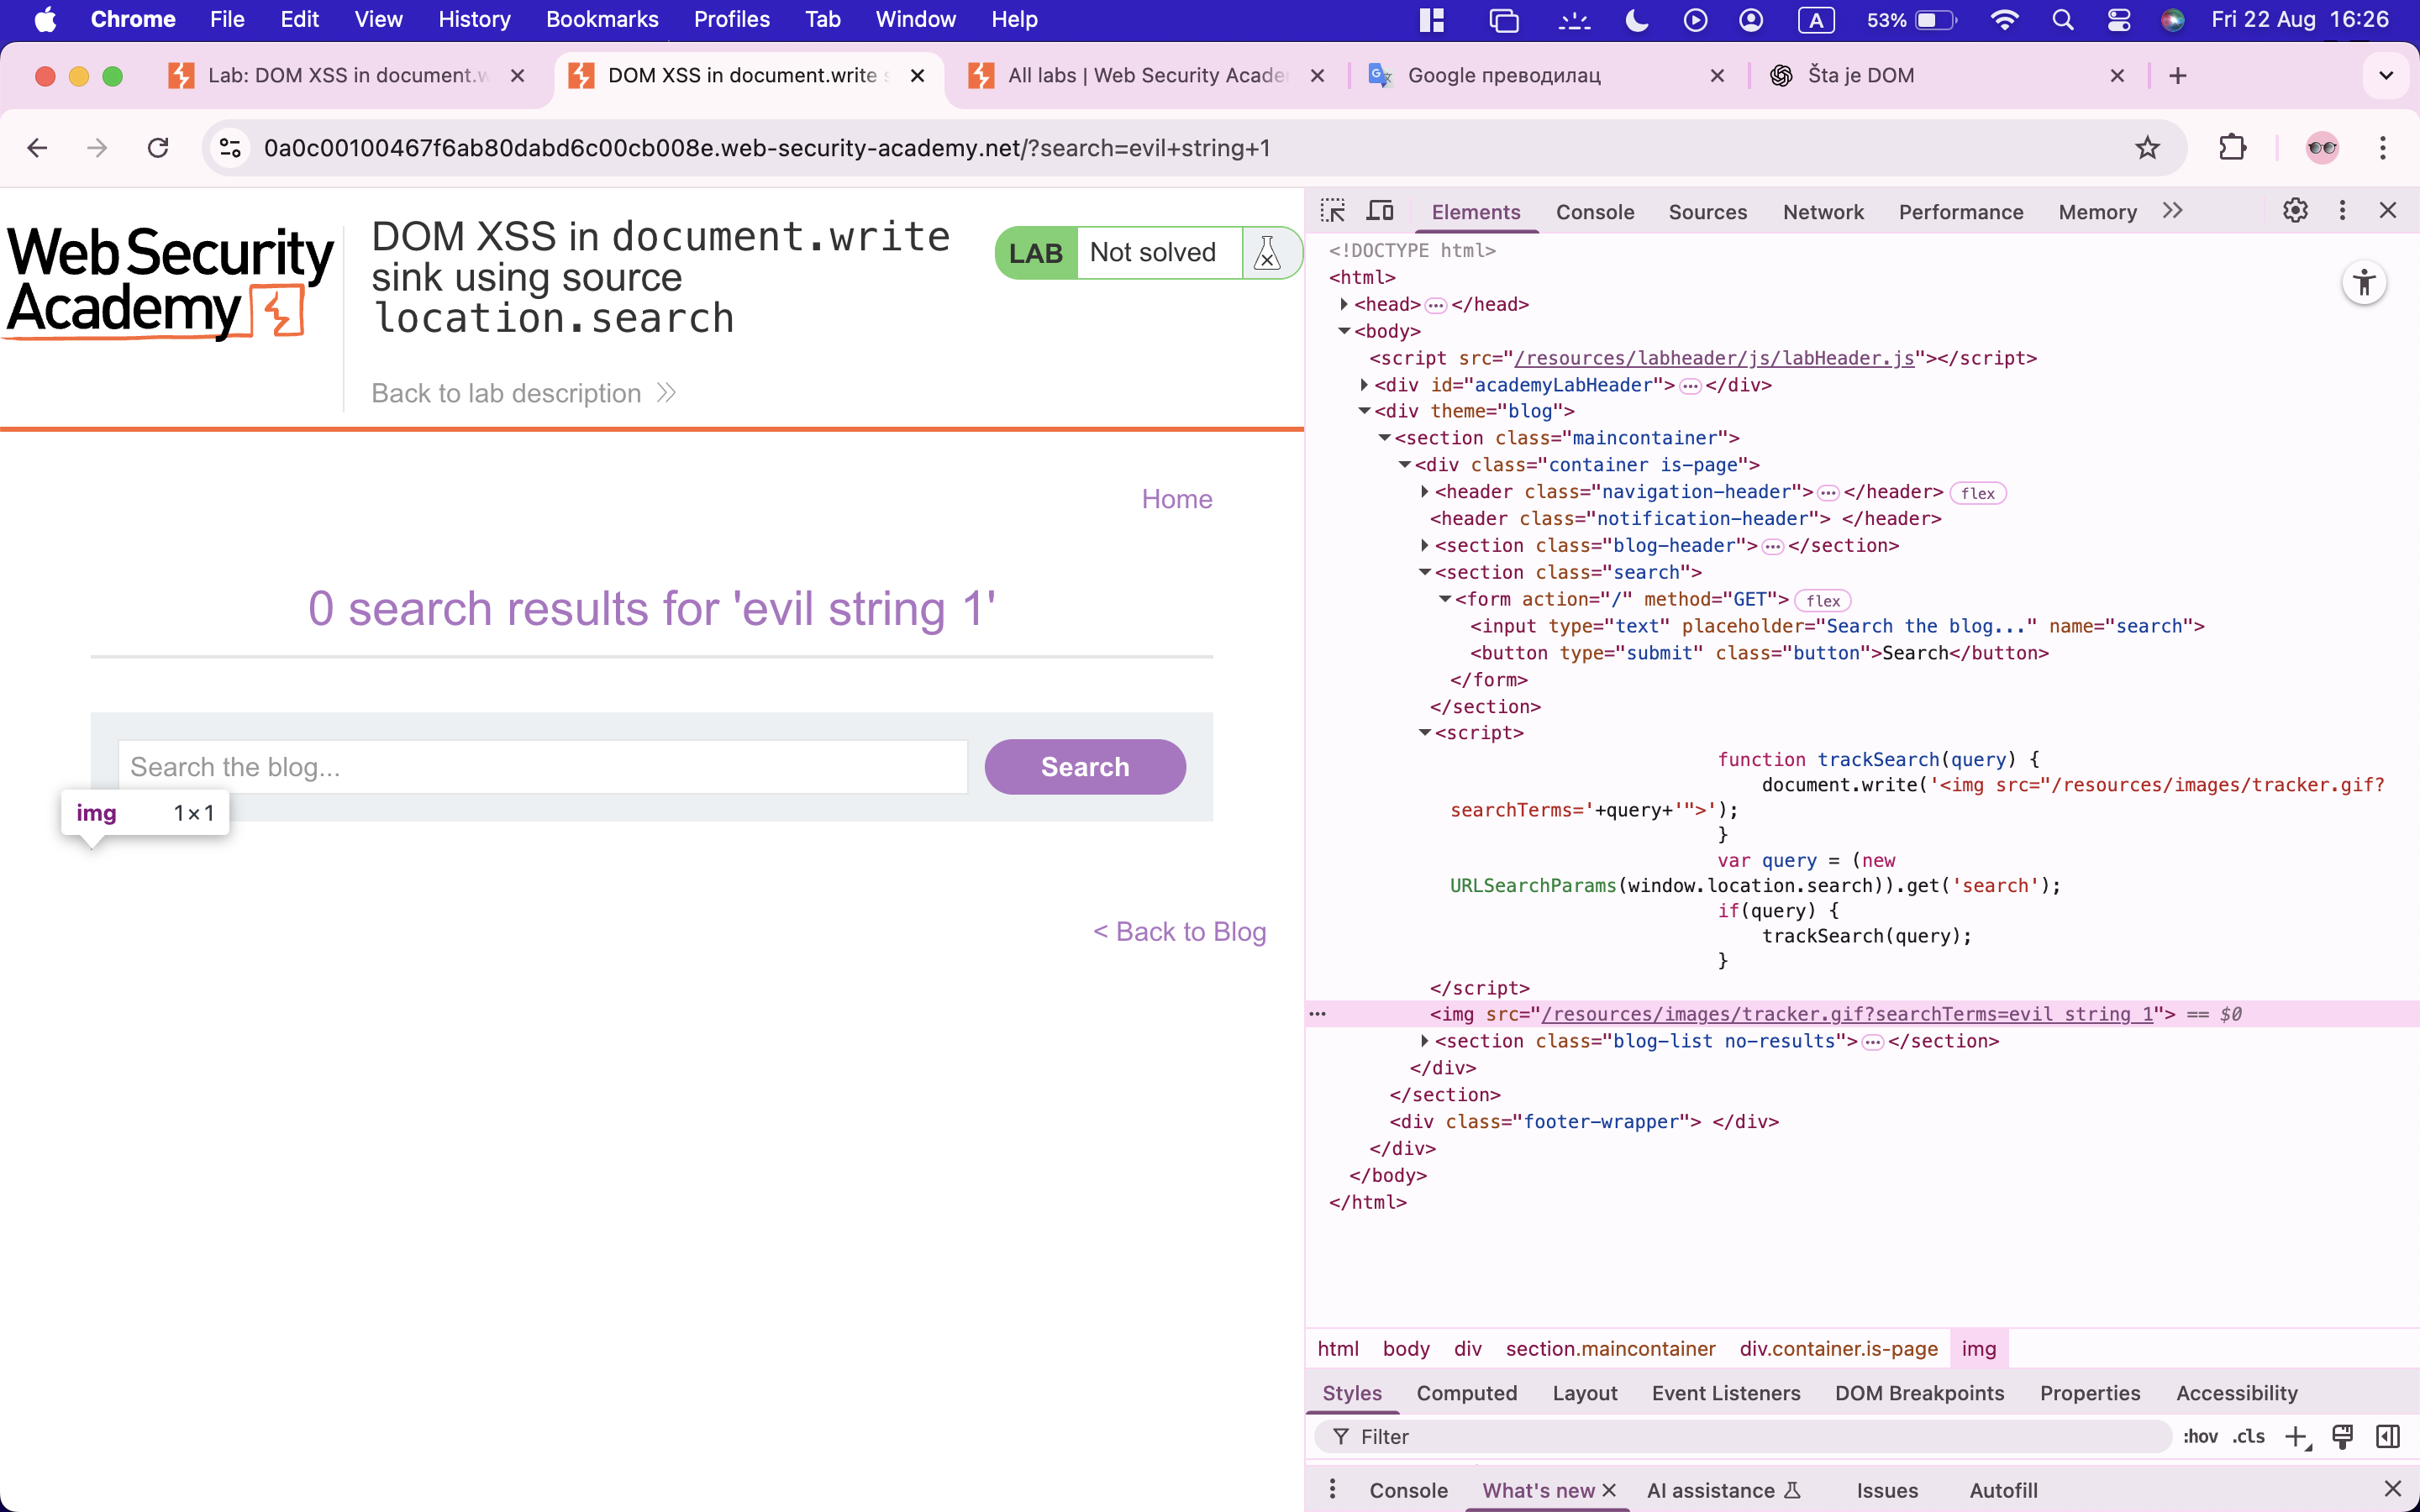 Chrome File Edit View History Bookmarks Profiles Tab Window Help A 53% Fri 22 Aug 16:26
Lab: DOM XSS in document.w DOM XSS in document.write s All labs | Web Security Acade Google преводилац Šta je DOM
0a0c00100467f6ab80dabd6c00cb008e.web-security-academy.net/?search=evil+string+1
Web Security
Academy
DOM XSS in document.write
sink using source
location.search
LAB Not solved
Back to lab description
Home
0 search results for 'evil string 1'
Search the blog...
Search
img 1×1
< Back to Blog
Elements Console Sources Network Performance Memory
<!DOCTYPE html>
<html>
<head> ... </head>
<body>
<script src="/resources/labheader/js/labHeader.js"></script>
<div id="academyLabHeader"> ... </div>
<div theme="blog">
<section class="maincontainer">
<div class="container is-page">
<header class="navigation-header"> ... </header> flex
<header class="notification-header"> </header>
<section class="blog-header"> ... </section>
<section class="search">
<form action="/" method="GET"> flex
<input type="text" placeholder="Search the blog..." name="search">
<button type="submit" class="button">Search</button>
</form>
</section>
<script>
function trackSearch(query) {
document.write('<img src="/resources/images/tracker.gif?
searchTerms='+query+'">');
}
var query = (new
URLSearchParams(window.location.search)).get('search');
if(query) {
trackSearch(query);
}
</script>
... <img src="/resources/images/tracker.gif?searchTerms=evil string 1"> == $0
<section class="blog-list no-results"> ... </section>
</div>
</section>
<div class="footer-wrapper"> </div>
</div>
</body>
</html>
html body div section.maincontainer div.container.is-page img
Styles Computed Layout Event Listeners DOM Breakpoints Properties Accessibility
Filter :hov .cls
Console What's new AI assistance Issues Autofill